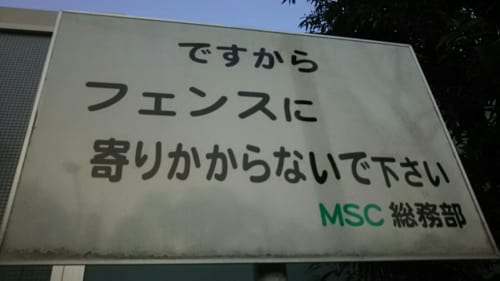 ですから
フェンスに
寄りかからないで下さい
MSC 総務部